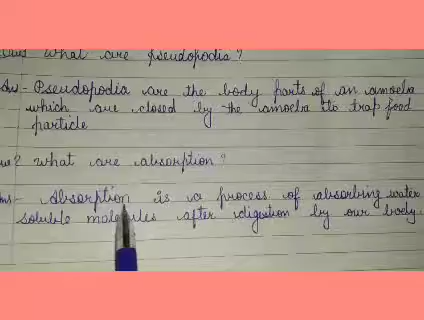 what are pseudopodia?
Pseudopodia are the body parts of an amoeba
which are closed by the amoeba to trap food
particle
what are absorption?
Absorption is a process of absorbing water
soluble molecules after digestion by our body.